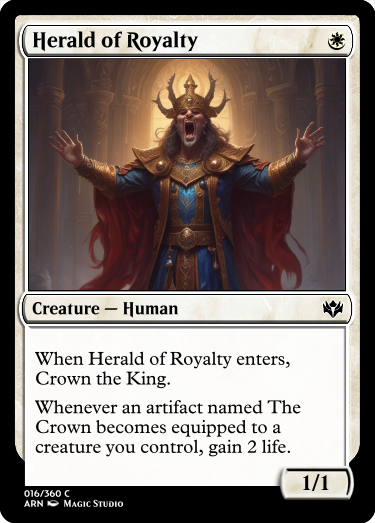 Herald of Royalty
Creature — Human
When Herald of Royalty enters,
Crown the King.
Whenever an artifact named The
Crown becomes equipped to a
creature you control, gain 2 life.
1/1
016/360 C
ARN Magic Studio